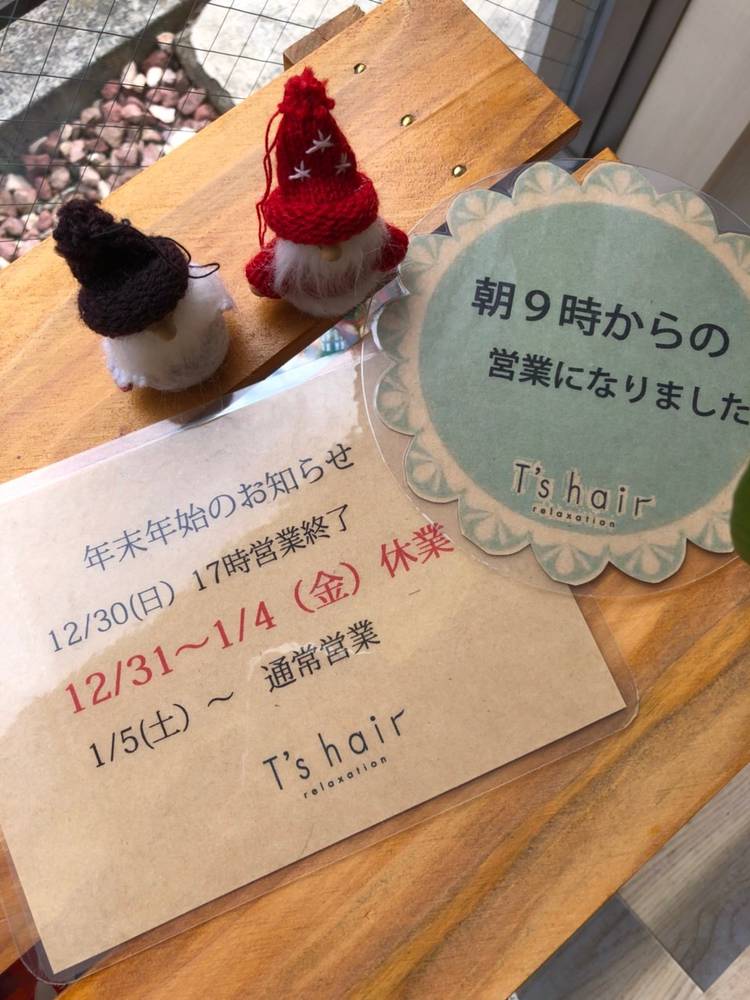 朝9時からの
営業になりました
T's hair
relaxation
年末年始のお知らせ
12/30(日) 17時営業終了
12/31～1/4（金）休業
1/5(土) ～ 通常営業
T's hair
relaxation